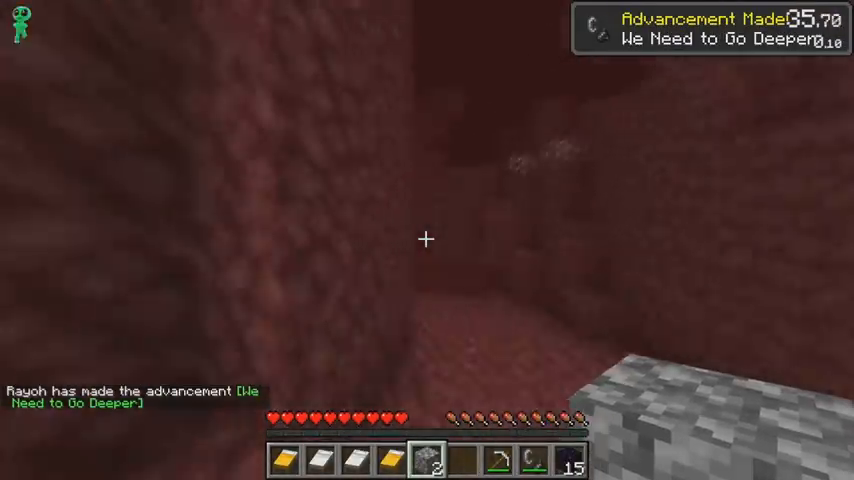 Advancement Made
35.70
We Need to Go Deeper
0.10
Rayoh has made the advancement [We
Need to Go Deeper]
2
15